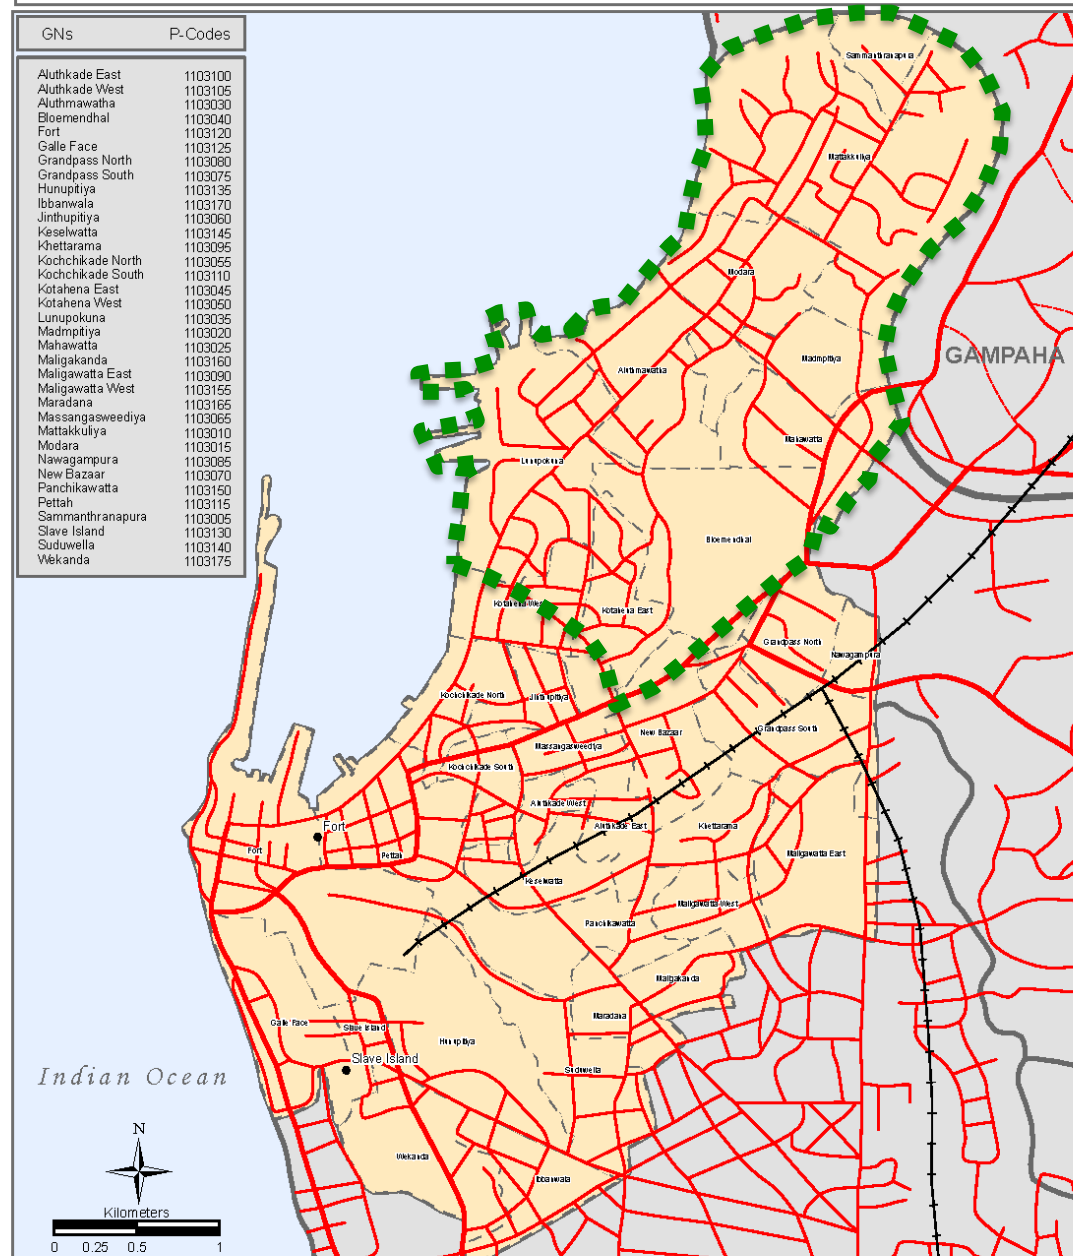 GNs P-Codes
Aluthkade East 1103100
Aluthkade West 1103105
Aluthmawatha 1103030
Bloemendhal 1103040
Fort 1103120
Galle Face 1103125
Grandpass North 1103080
Grandpass South 1103075
Hunupitiya 1103135
Ibbanwala 1103170
Jinthupitiya 1103060
Keselwatta 1103145
Khettarama 1103095
Kochchikade North 1103055
Kochchikade South 1103110
Kotahena East 1103045
Kotahena West 1103050
Lunupokuna 1103035
Madmpitiya 1103020
Mahawatta 1103025
Maligakanda 1103160
Maligawatta East 1103090
Maligawatta West 1103155
Maradana 1103165
Massangasweediya 1103065
Mattakkuliya 1103010
Modara 1103015
Nawagampura 1103085
New Bazaar 1103070
Panchikawatta 1103150
Pettah 1103115
Sammanthranapura 1103005
Slave Island 1103130
Suduwella 1103140
Wekanda 1103175
Sammanthranapura
Mattakkuliya
Modara
GAMPAHA
Madmpitiya
Aluthmawatha
Mahawatta
Lunupokuna
Bloemendhal
Kotahena West
Kotahena East
Grandpass North
Nawagampura
Kochchikade North
Jinthupitiya
Grandpass South
New Bazaar
Massangasweediya
Kochchikade South
Aluthkade West
Aluthkade East
Khettarama
Fort
Fort
Pettah
Maligawatta East
Keselwatta
Maligawatta West
Panchikawatta
Maligakanda
Maradana
Galle Face
Slave Island
Hunupitiya
Slave Island
Suduwella
Indian Ocean
Wekanda
Ibbanwala
N
Kilometers
0 0.25 0.5 1